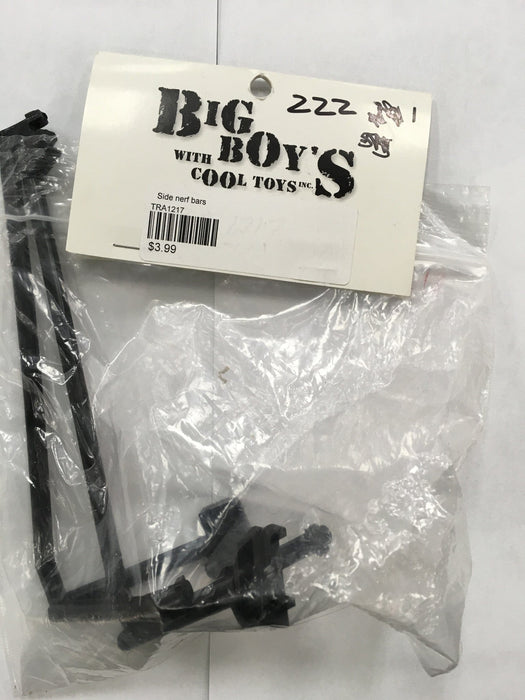 BIG
BOY'S
WITH
COOL TOYS INC.
222
Side nerf bars
TRA1217
$3.99